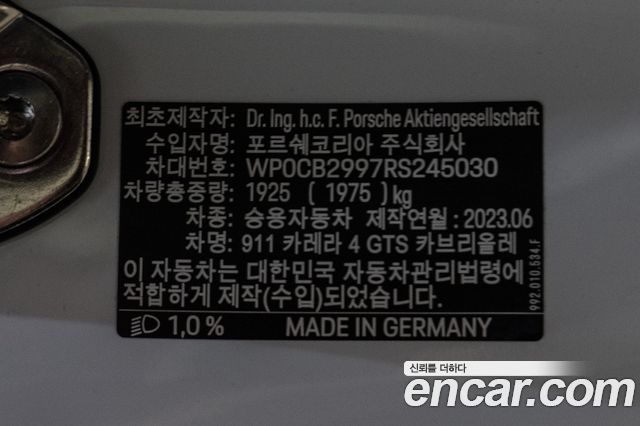 최초제작자: Dr. Ing. h.c. F. Porsche Aktiengesellschaft
수입자명: 포르쉐코리아 주식회사
차대번호: WP0CB2997RS245030
차량총중량: 1925 ( 1975) kg
차종: 승용자동차 제작연월: 2023.06
차명: 911 카레라 4 GTS 카브리올레
이 자동차는 대한민국 자동차관리법령에
적합하게 제작(수입)되었습니다.
1,0% MADE IN GERMANY
992.010.534.F
신뢰를 더하다
encar.com